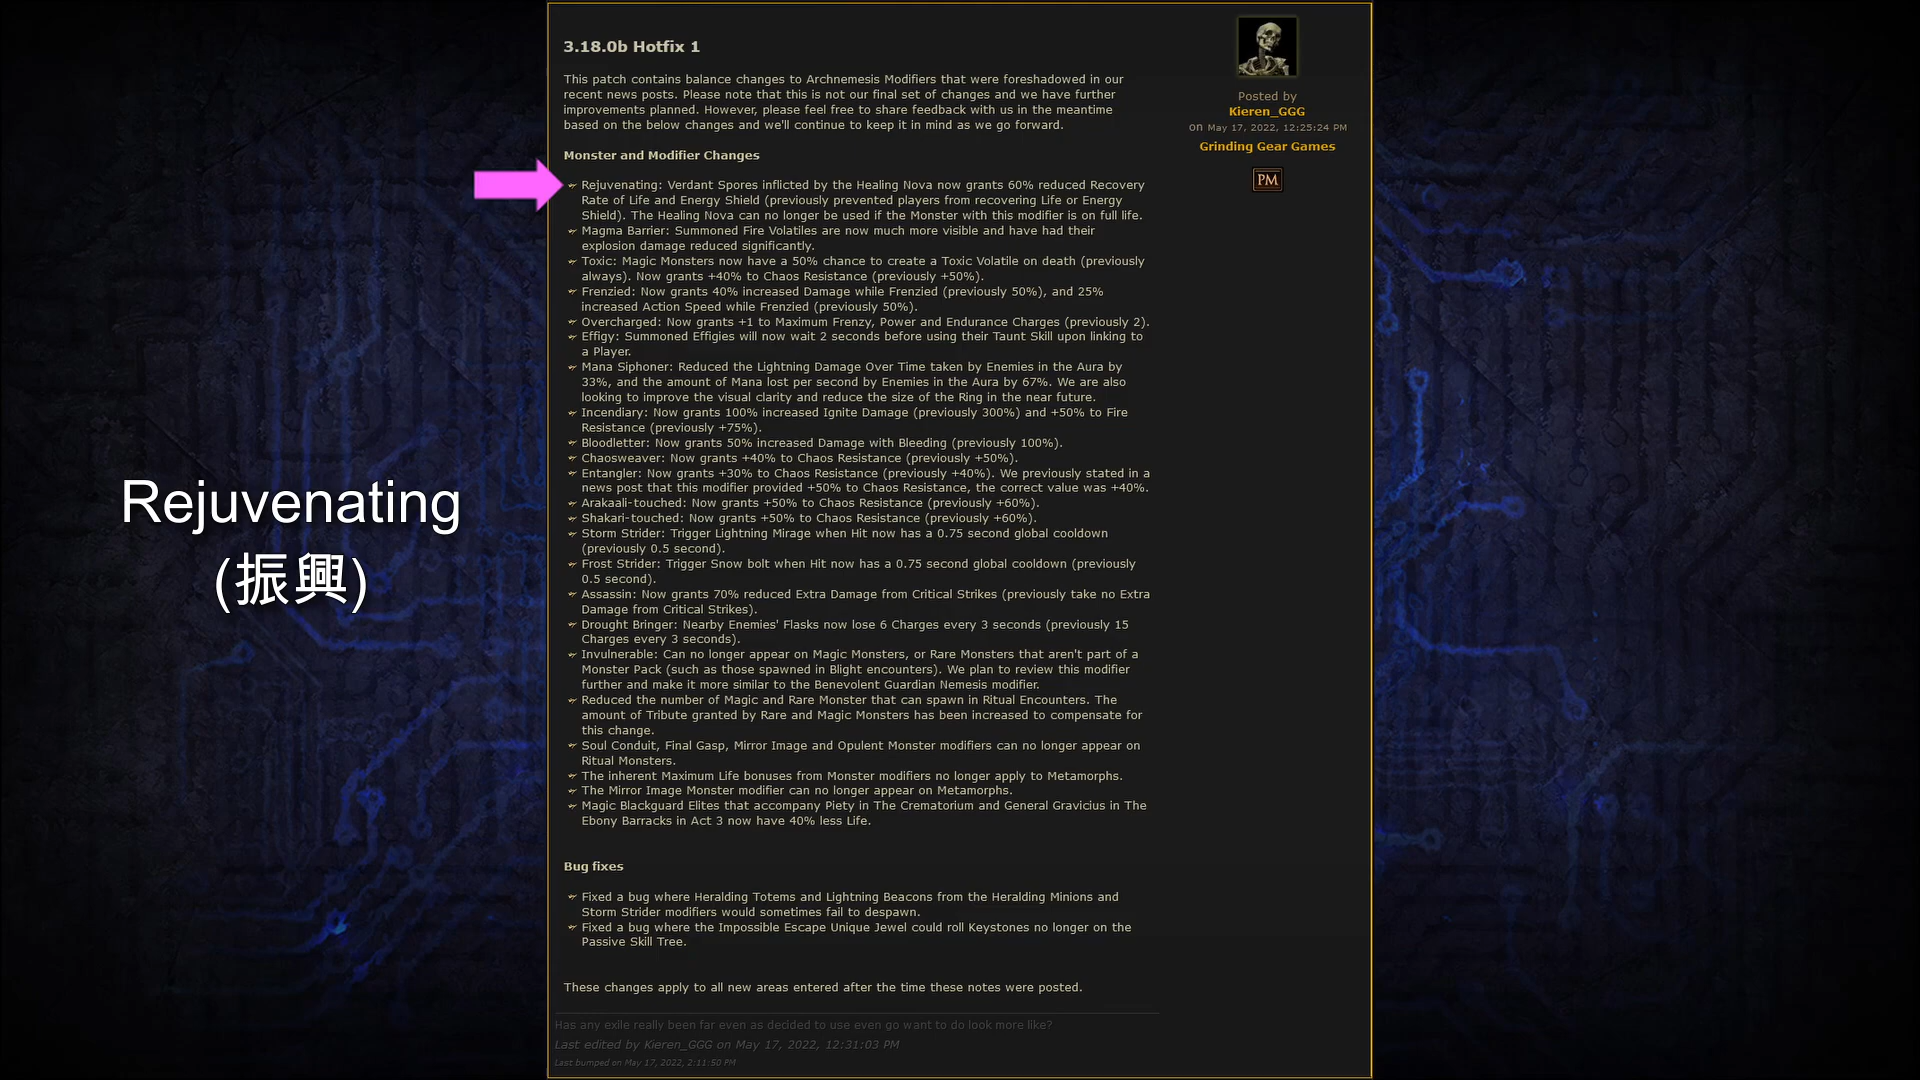 Rejuvenating
(振興)
3.18.0b Hotfix 1
This patch contains balance changes to Archnemesis Modifiers that were foreshadowed in our
recent news posts. Please note that this is not our final set of changes and we have further
improvements planned. However, please feel free to share feedback with us in the meantime
based on the below changes and we'll continue to keep it in mind as we go forward.
Monster and Modifier Changes
Rejuvenating: Verdant Spores inflicted by the Healing Nova now grants 60% reduced Recovery
Rate of Life and Energy Shield (previously prevented players from recovering Life or Energy
Shield). The Healing Nova can no longer be used if the Monster with this modifier is on full life.
Magma Barrier: Summoned Fire Volatiles are now much more visible and have had their
explosion damage reduced significantly.
Toxic: Magic Monsters now have a 50% chance to create a Toxic Volatile on death (previously
always). Now grants +40% to Chaos Resistance (previously +50%).
Frenzied: Now grants 40% increased Damage while Frenzied (previously 50%), and 25%
increased Action Speed while Frenzied (previously 50%).
Overcharged: Now grants +1 to Maximum Frenzy, Power and Endurance Charges (previously 2).
Effigy: Summoned Effigies will now wait 2 seconds before using their Taunt Skill upon linking to
a Player.
Mana Siphoner: Reduced the Lightning Damage Over Time taken by Enemies in the Aura by
33%, and the amount of Mana lost per second by Enemies in the Aura by 67%. We are also
looking to improve the visual clarity and reduce the size of the Ring in the near future.
Incendiary: Now grants 100% increased Ignite Damage (previously 300%) and +50% to Fire
Resistance (previously +75%).
Bloodletter: Now grants 50% increased Damage with Bleeding (previously 100%).
Chaosweaver: Now grants +40% to Chaos Resistance (previously +50%).
Entangler: Now grants +30% to Chaos Resistance (previously +40%). We previously stated in a
news post that this modifier provided +50% to Chaos Resistance, the correct value was +40%.
Arakaali-touched: Now grants +50% to Chaos Resistance (previously +60%).
Shakari-touched: Now grants +50% to Chaos Resistance (previously +60%).
Storm Strider: Trigger Lightning Mirage when Hit now has a 0.75 second global cooldown
(previously 0.5 second).
Frost Strider: Trigger Snow bolt when Hit now has a 0.75 second global cooldown (previously
0.5 second).
Assassin: Now grants 70% reduced Extra Damage from Critical Strikes (previously take no Extra
Damage from Critical Strikes).
Drought Bringer: Nearby Enemies' Flasks now lose 6 Charges every 3 seconds (previously 15
Charges every 3 seconds).
Invulnerable: Can no longer appear on Magic Monsters, or Rare Monsters that aren't part of a
Monster Pack (such as those spawned in Blight encounters). We plan to review this modifier
further and make it more similar to the Benevolent Guardian Nemesis modifier.
Reduced the number of Magic and Rare Monster that can spawn in Ritual Encounters. The
amount of Tribute granted by Rare and Magic Monsters has been increased to compensate for
this change.
Soul Conduit, Final Gasp, Mirror Image and Opulent Monster modifiers can no longer appear on
Ritual Monsters.
The inherent Maximum Life bonuses from Monster modifiers no longer apply to Metamorphs.
The Mirror Image Monster modifier can no longer appear on Metamorphs.
Magic Blackguard Elites that accompany Piety in The Crematorium and General Gravicius in The
Ebony Barracks in Act 3 now have 40% less Life.
Bug fixes
Fixed a bug where Heralding Totems and Lightning Beacons from the Heralding Minions and
Storm Strider modifiers would sometimes fail to despawn.
Fixed a bug where the Impossible Escape Unique Jewel could roll Keystones no longer on the
Passive Skill Tree.
These changes apply to all new areas entered after the time these notes were posted.
Has any exile really been far even as decided to use even go want to do look more like?
Last edited by Kieren_GGG on May 17, 2022, 12:31:03 PM
Last bumped on May 17, 2022, 2:11:50 PM
Posted by
Kieren_GGG
on May 17, 2022, 12:25:24 PM
Grinding Gear Games
PM